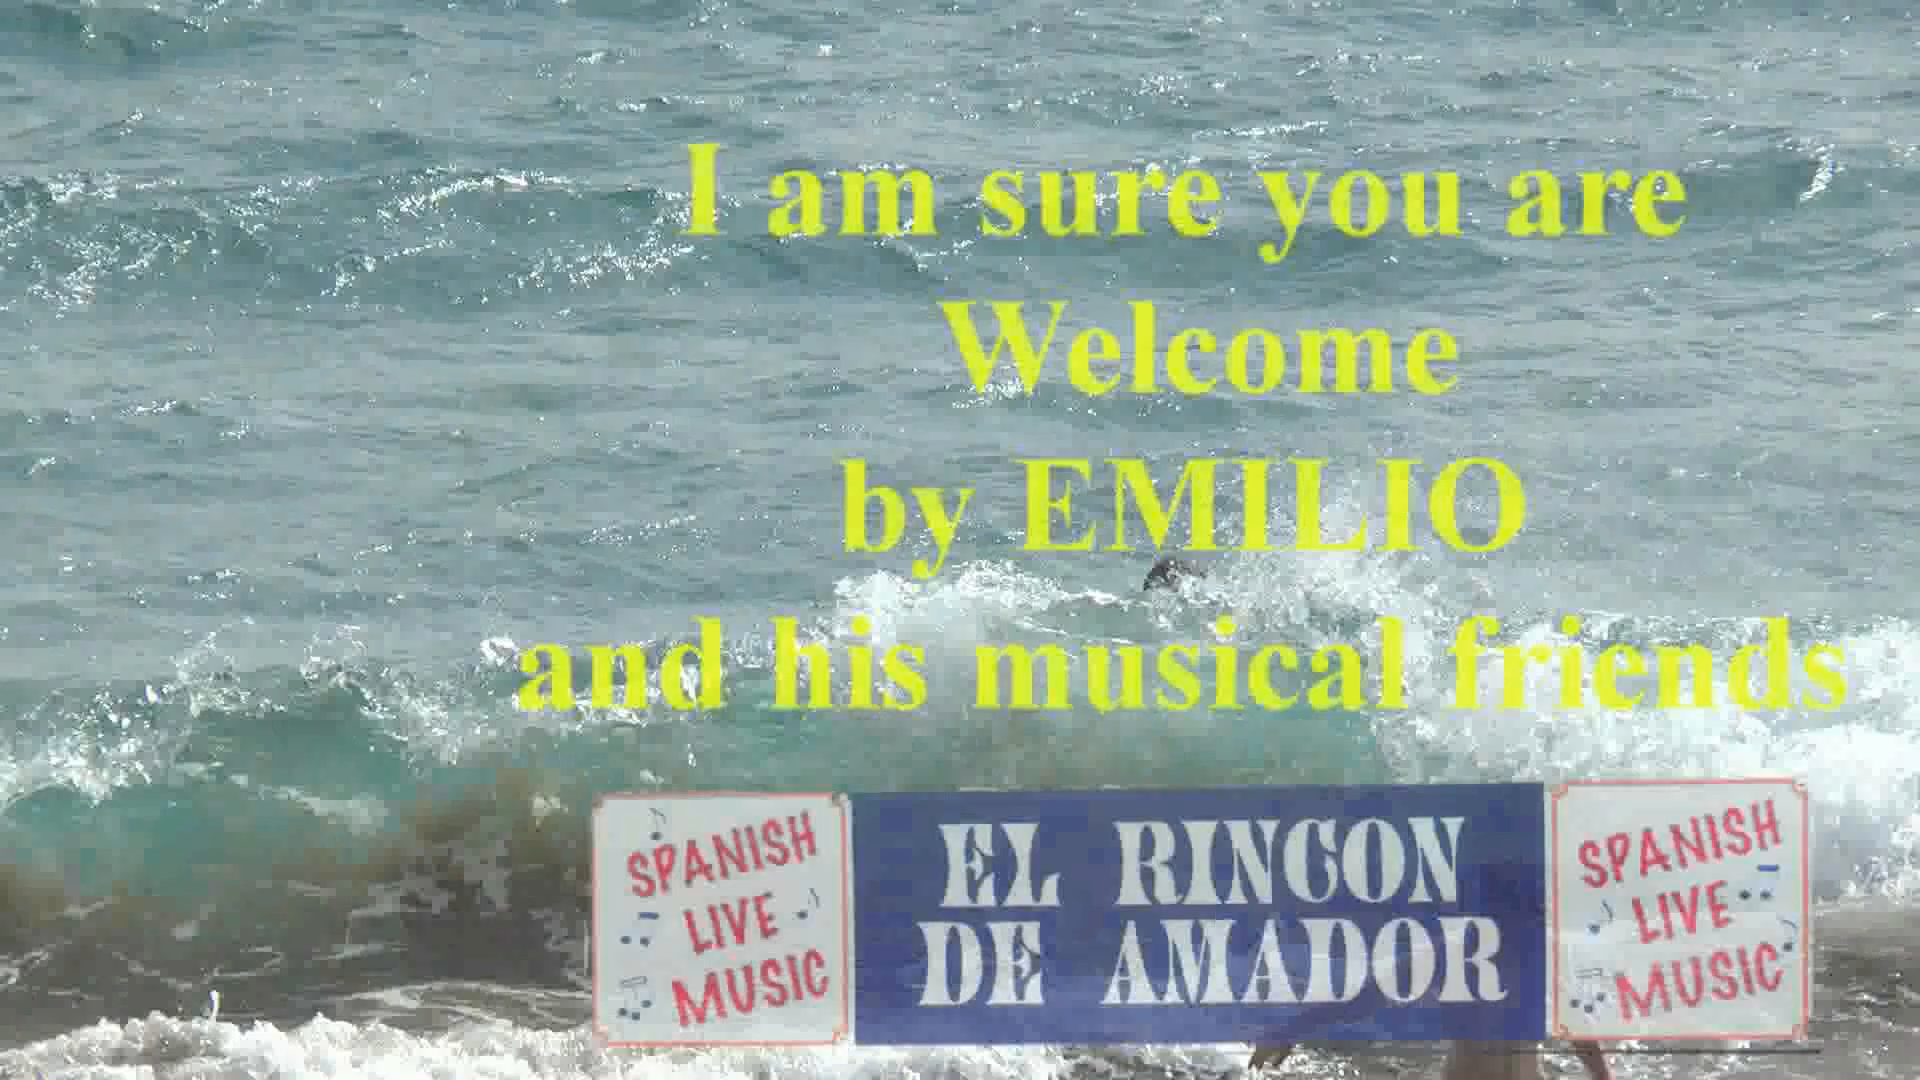 I am sure you are
Welcome
by EMILIO
and his musical friends
SPANISH
LIVE
MUSIC
EL RINCON
DE AMADOR
SPANISH
LIVE
MUSIC